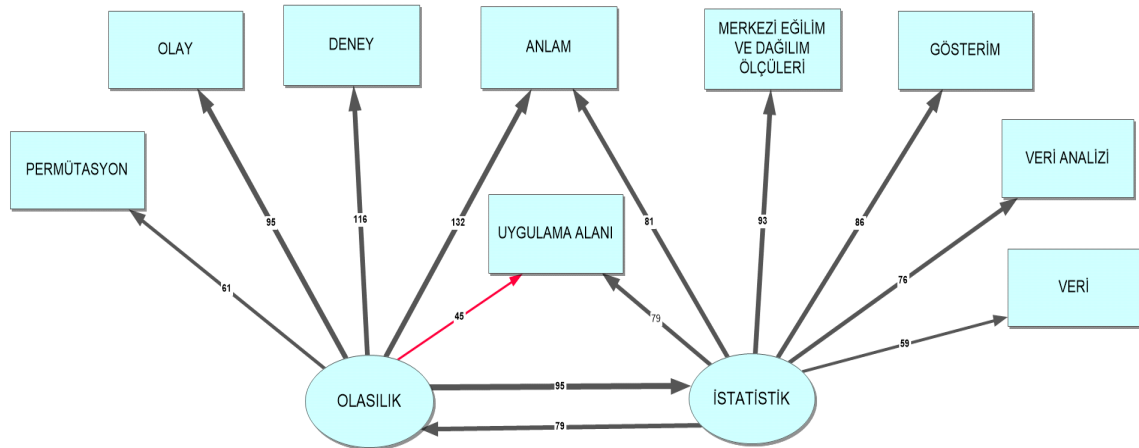 OLAY
DENEY
ANLAM
MERKEZİ EĞİLİM
VE DAĞILIM
ÖLÇÜLERİ
GÖSTERİM
PERMÜTASYON
VERİ ANALİZİ
UYGULAMA ALANI
VERİ
95
116
132
81
93
86
61
45
79
76
59
OLASILIK
95
79
İSTATİSTİK